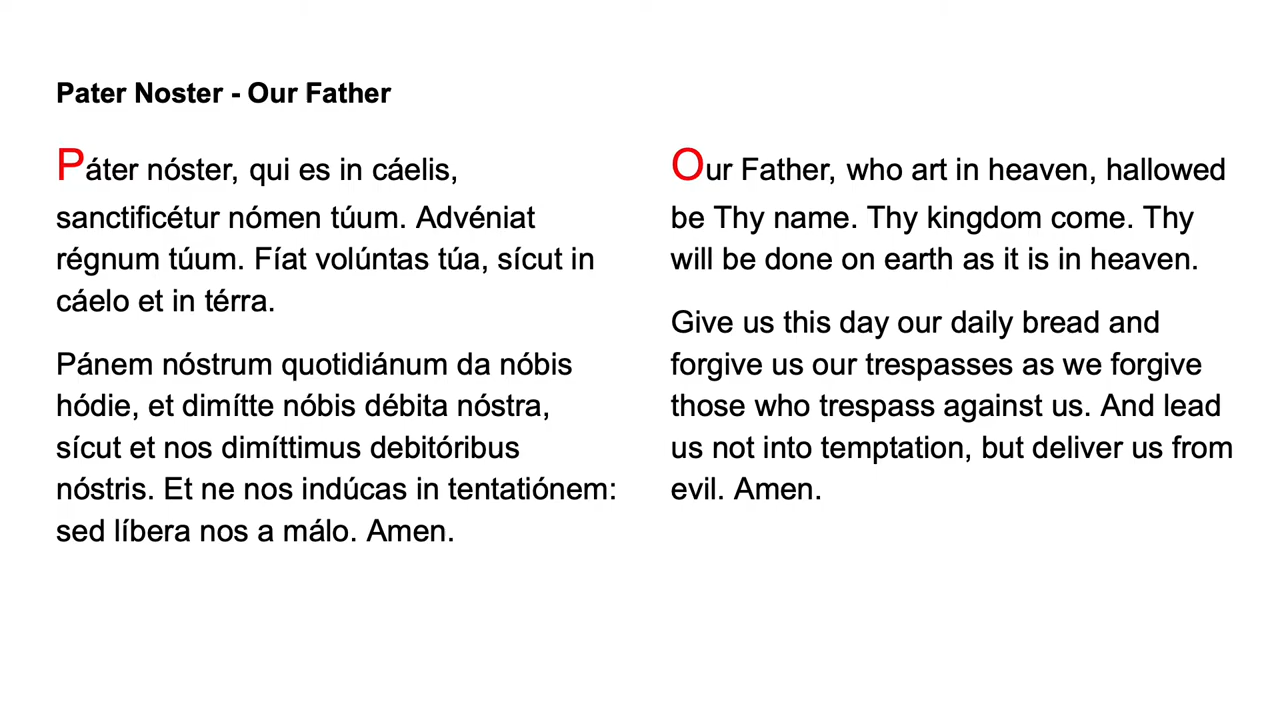 Pater Noster - Our Father
Páter nóster, qui es in cáelis,
sanctificétur nómen túum. Advéniat
régnum túum. Fíat volúntas túa, sícut in
cáelo et in térra.
Pánem nóstrum quotidiánum da nóbis
hódie, et dimítte nóbis débita nóstra,
sícut et nos dimíttimus debitóribus
nóstris. Et ne nos indúcas in tentatiónem:
sed líbera nos a málo. Amen.
Our Father, who art in heaven, hallowed
be Thy name. Thy kingdom come. Thy
will be done on earth as it is in heaven.
Give us this day our daily bread and
forgive us our trespasses as we forgive
those who trespass against us. And lead
us not into temptation, but deliver us from
evil. Amen.